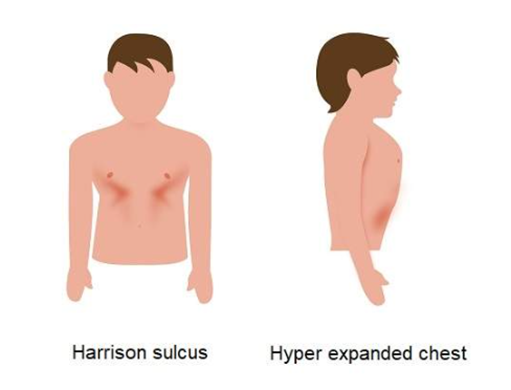 Harrison sulcus
Hyper expanded chest